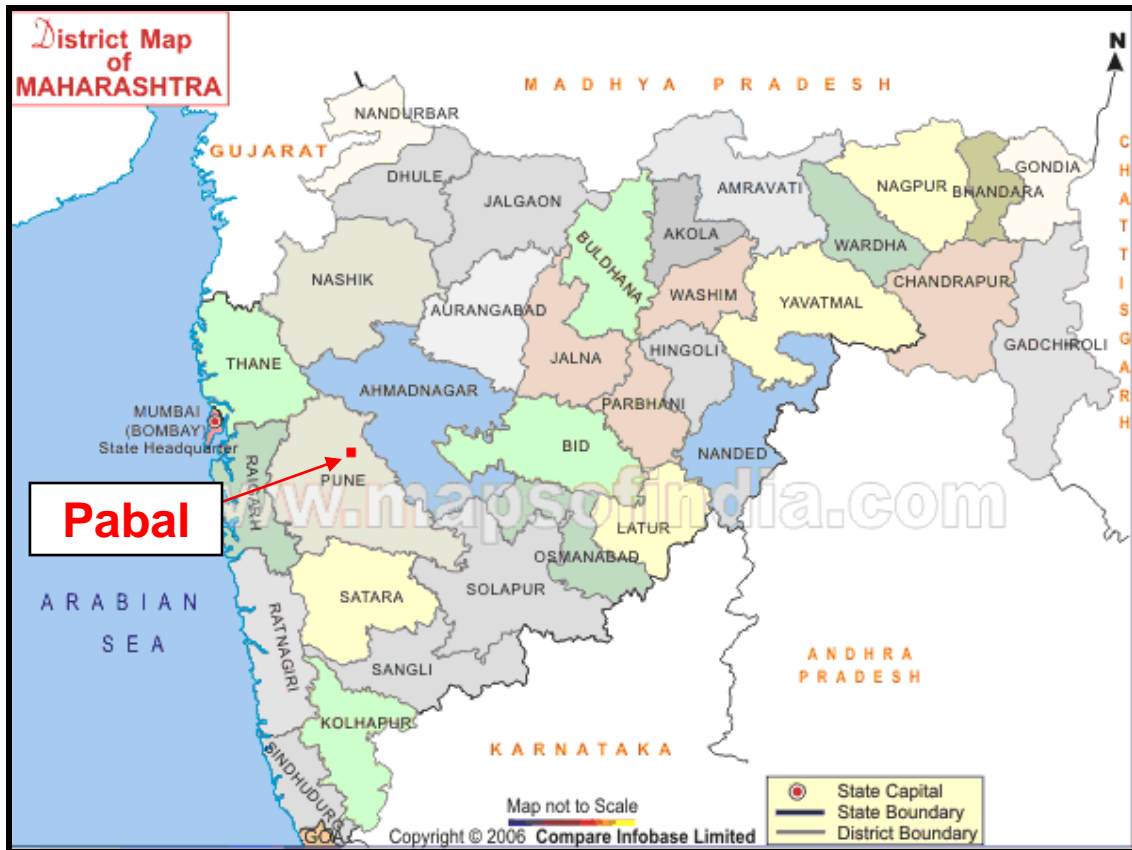 District Map
of
MAHARASHTRA
N
MADHYA PRADESH
NANDURBAR
GUJARAT
CHATTISGARH
DHULE
JALGAON
AMRAVATI
NAGPUR
BHANDARA
GONDIA
BULDHANA
AKOLA
WARDHA
NASHIK
AURANGABAD
WASHIM
YAVATMAL
CHANDRAPUR
THANE
JALNA
HINGOLI
GADCHIROLI
AHMADNAGAR
PARBHANI
MUMBAI
(BOMBAY)
State Headquarter
BID
NANDED
RAIGARH
PUNE
Pabal
www.mapsofindia.com
LATUR
OSMANABAD
SOLAPUR
SATARA
ARABIAN
SEA
RATNAGIRI
SANGLI
ANDHRA
PRADESH
KOLHAPUR
KARNATAKA
SINDHUDURG
GOA
Map not to Scale
Copyright © 2006 Compare Infobase Limited
State Capital
State Boundary
District Boundary